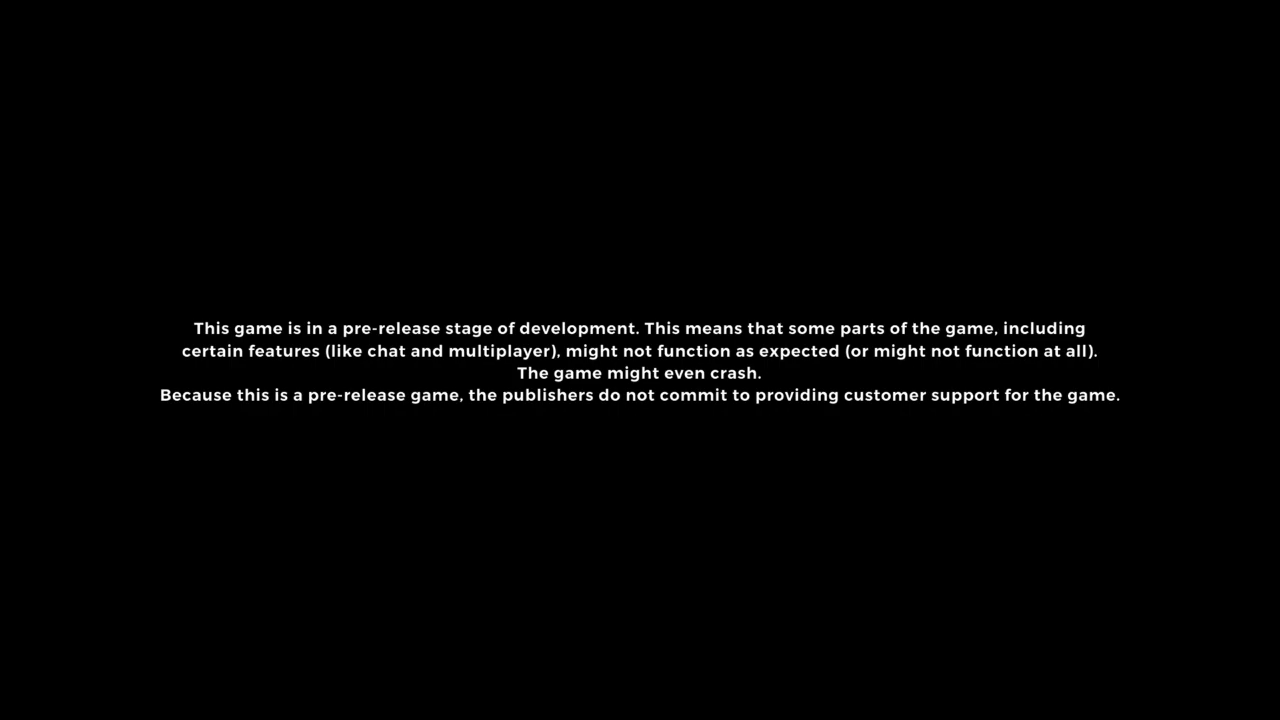 This game is in a pre-release stage of development. This means that some parts of the game, including
certain features (like chat and multiplayer), might not function as expected (or might not function at all).
The game might even crash.
Because this is a pre-release game, the publishers do not commit to providing customer support for the game.